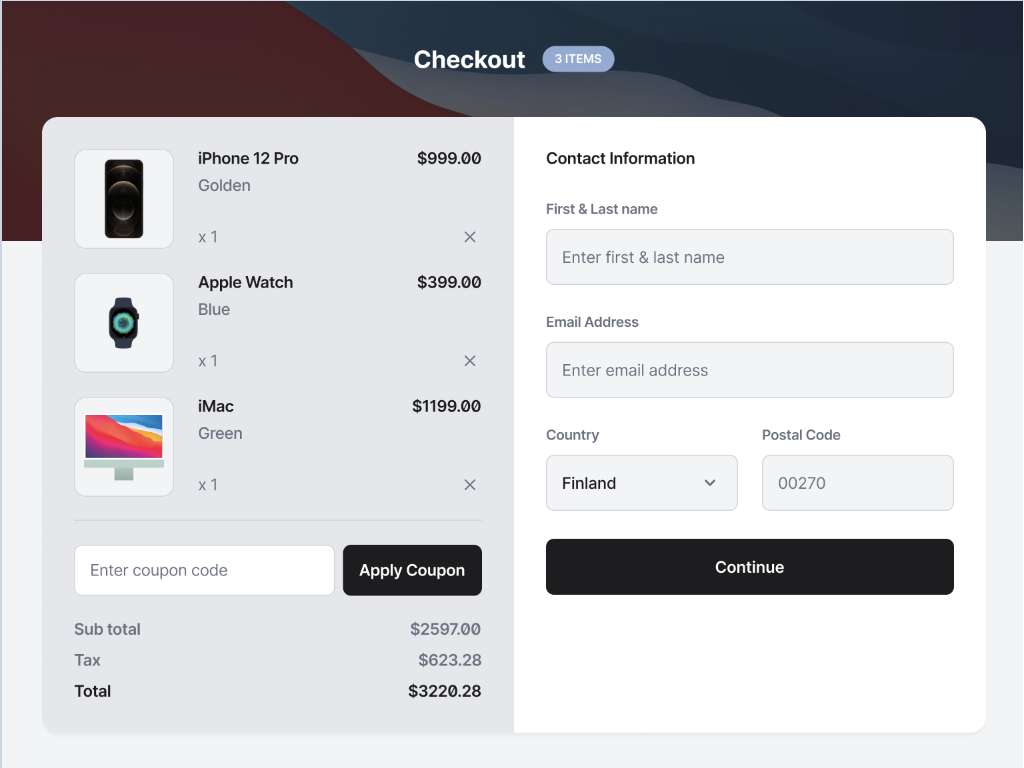 Checkout 3 ITEMS
iPhone 12 Pro $999.00
Golden
x 1
Apple Watch $399.00
Blue
x 1
iMac $1199.00
Green
x 1
Enter coupon code Apply Coupon
Sub total $2597.00
Tax $623.28
Total $3220.28
Contact Information
First & Last name
Enter first & last name
Email Address
Enter email address
Country Postal Code
Finland 00270
Continue